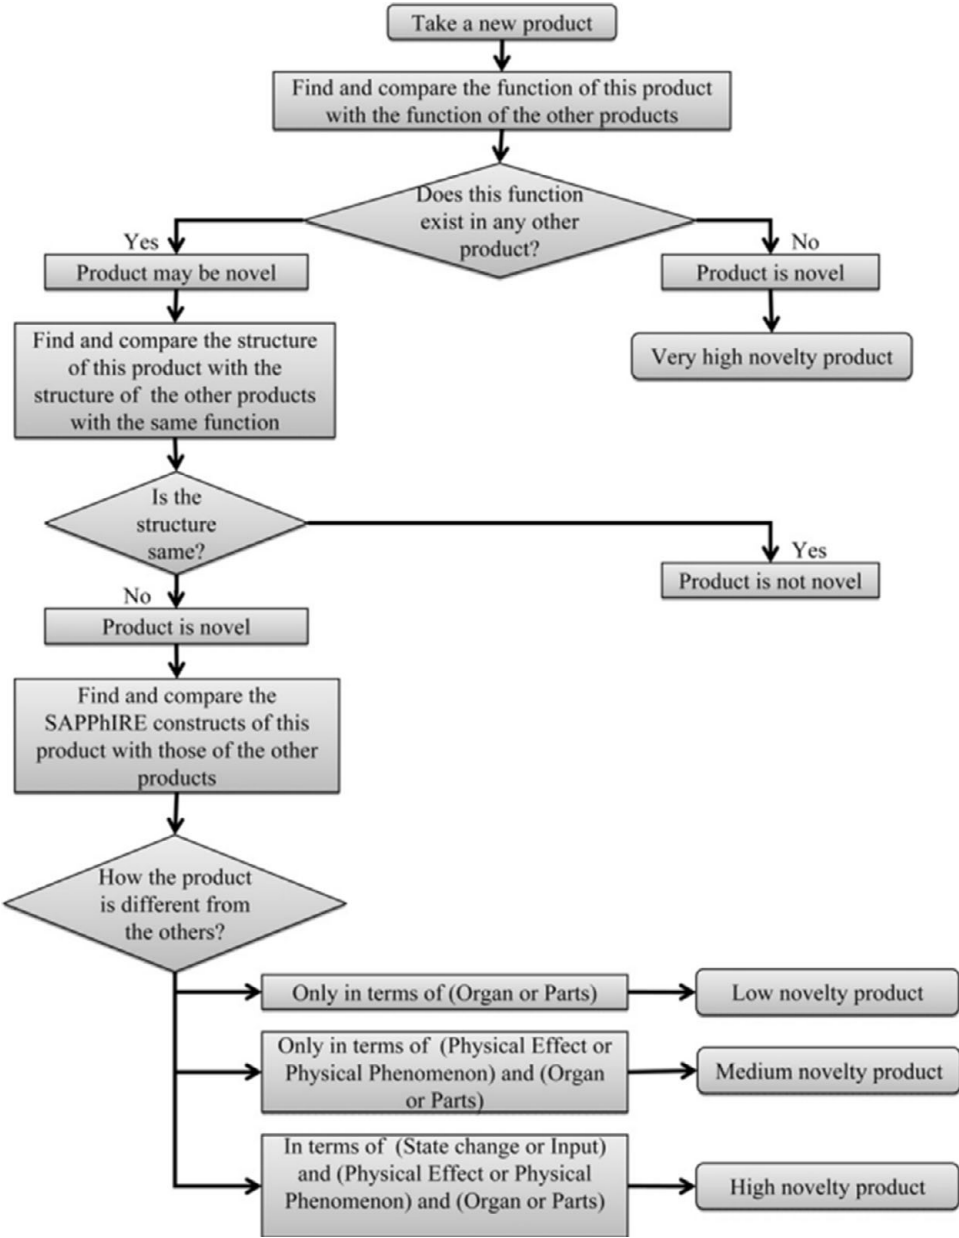 Take a new product
Find and compare the function of this product
with the function of the other products
Does this function
exist in any other
product?
Yes
No
Product may be novel
Product is novel
Find and compare the structure
of this product with the
structure of the other products
with the same function
Very high novelty product
Is the
structure
same?
Yes
Product is not novel
No
Product is novel
Find and compare the
SAPPhIRE constructs of this
product with those of the other
products
How the product
is different from
the others?
Only in terms of (Organ or Parts)
Low novelty product
Only in terms of (Physical Effect or
Physical Phenomenon) and (Organ
or Parts)
Medium novelty product
In terms of (State change or Input)
and (Physical Effect or Physical
Phenomenon) and (Organ or Parts)
High novelty product